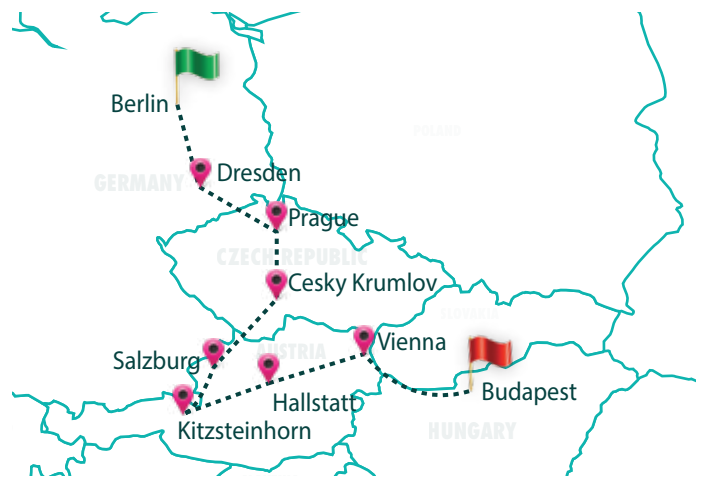 Berlin
POLAND
Dresden
GERMANY
Prague
CZECH REPUBLIC
Cesky Krumlov
SLOVAKIA
Vienna
AUSTRIA
Salzburg
Budapest
Hallstatt
Kitzsteinhorn
HUNGARY